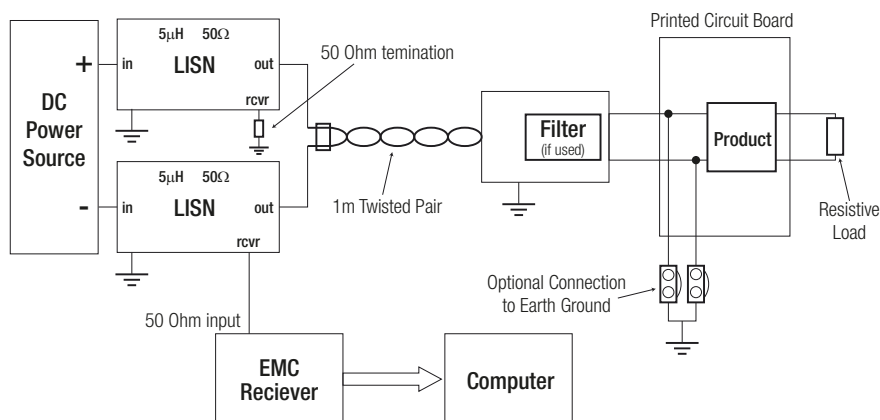 Printed Circuit Board
5µH 50Ω
LISN
in
out
rcvr
50 Ohm temination
+
DC
Power
Source
-
5µH 50Ω
LISN
in
out
rcvr
1m Twisted Pair
Filter
(if used)
Product
Resistive
Load
Optional Connection
to Earth Ground
50 Ohm input
EMC
Reciever
Computer